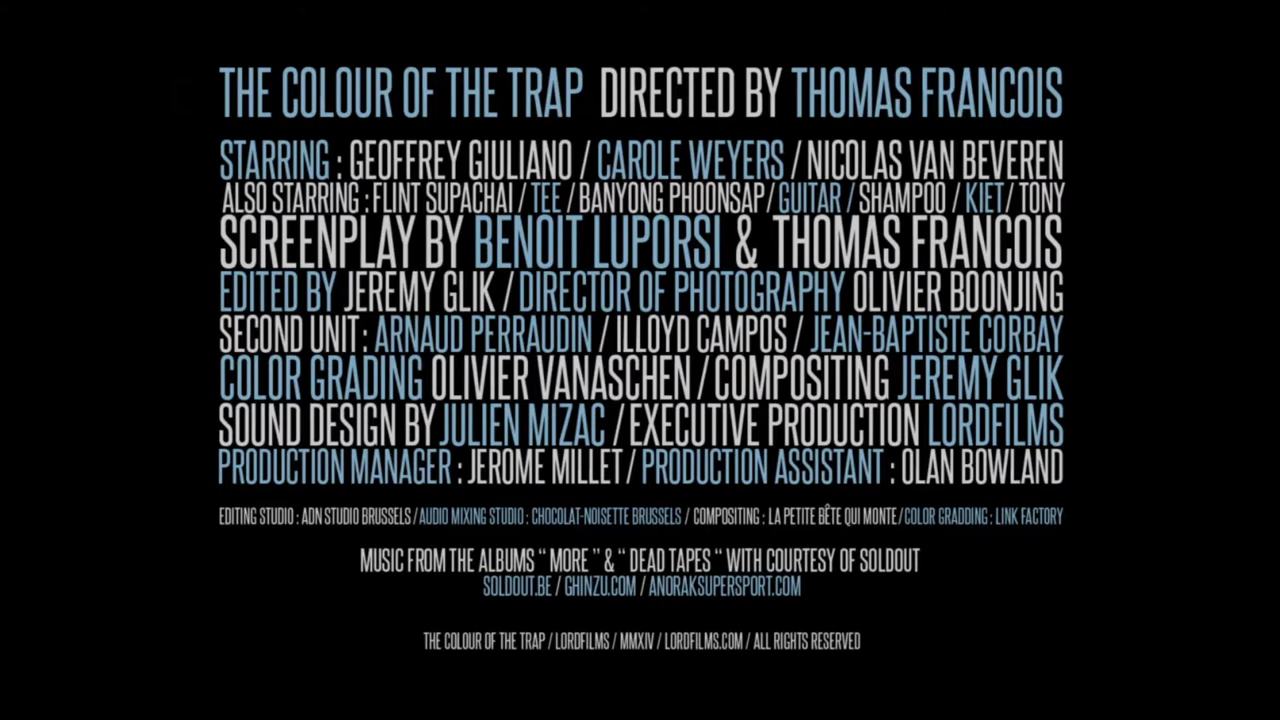 THE COLOUR OF THE TRAP DIRECTED BY THOMAS FRANCOIS
STARRING : GEOFFREY GIULIANO / CAROLE WEYERS / NICOLAS VAN BEVEREN
ALSO STARRING : FLINT SUPACHAI / TEE / BANYONG PHOONSAP / GUITAR / SHAMPOO / KIET / TONY
SCREENPLAY BY BENOIT LUPORSI & THOMAS FRANCOIS
EDITED BY JEREMY GLIK / DIRECTOR OF PHOTOGRAPHY OLIVIER BOONJING
SECOND UNIT : ARNAUD PERRAUDIN / ILLOYD CAMPOS / JEAN-BAPTISTE CORBAY
COLOR GRADING OLIVIER VANASCHEN / COMPOSITING JEREMY GLIK
SOUND DESIGN BY JULIEN MIZAC / EXECUTIVE PRODUCTION LORDFILMS
PRODUCTION MANAGER : JEROME MILLET / PRODUCTION ASSISTANT : OLAN BOWLAND
EDITING STUDIO : ADN STUDIO BRUSSELS / AUDIO MIXING STUDIO : CHOCOLAT-NOISETTE BRUSSELS / COMPOSITING : LA PETITE BÊTE QUI MONTE / COLOR GRADDING : LINK FACTORY
MUSIC FROM THE ALBUMS “ MORE ” & “ DEAD TAPES “ WITH COURTESY OF SOLDOUT
SOLDOUT.BE / GHINZU.COM / ANORAKSUPERSPORT.COM
THE COLOUR OF THE TRAP / LORDFILMS / MMXIV / LORDFILMS.COM / ALL RIGHTS RESERVED